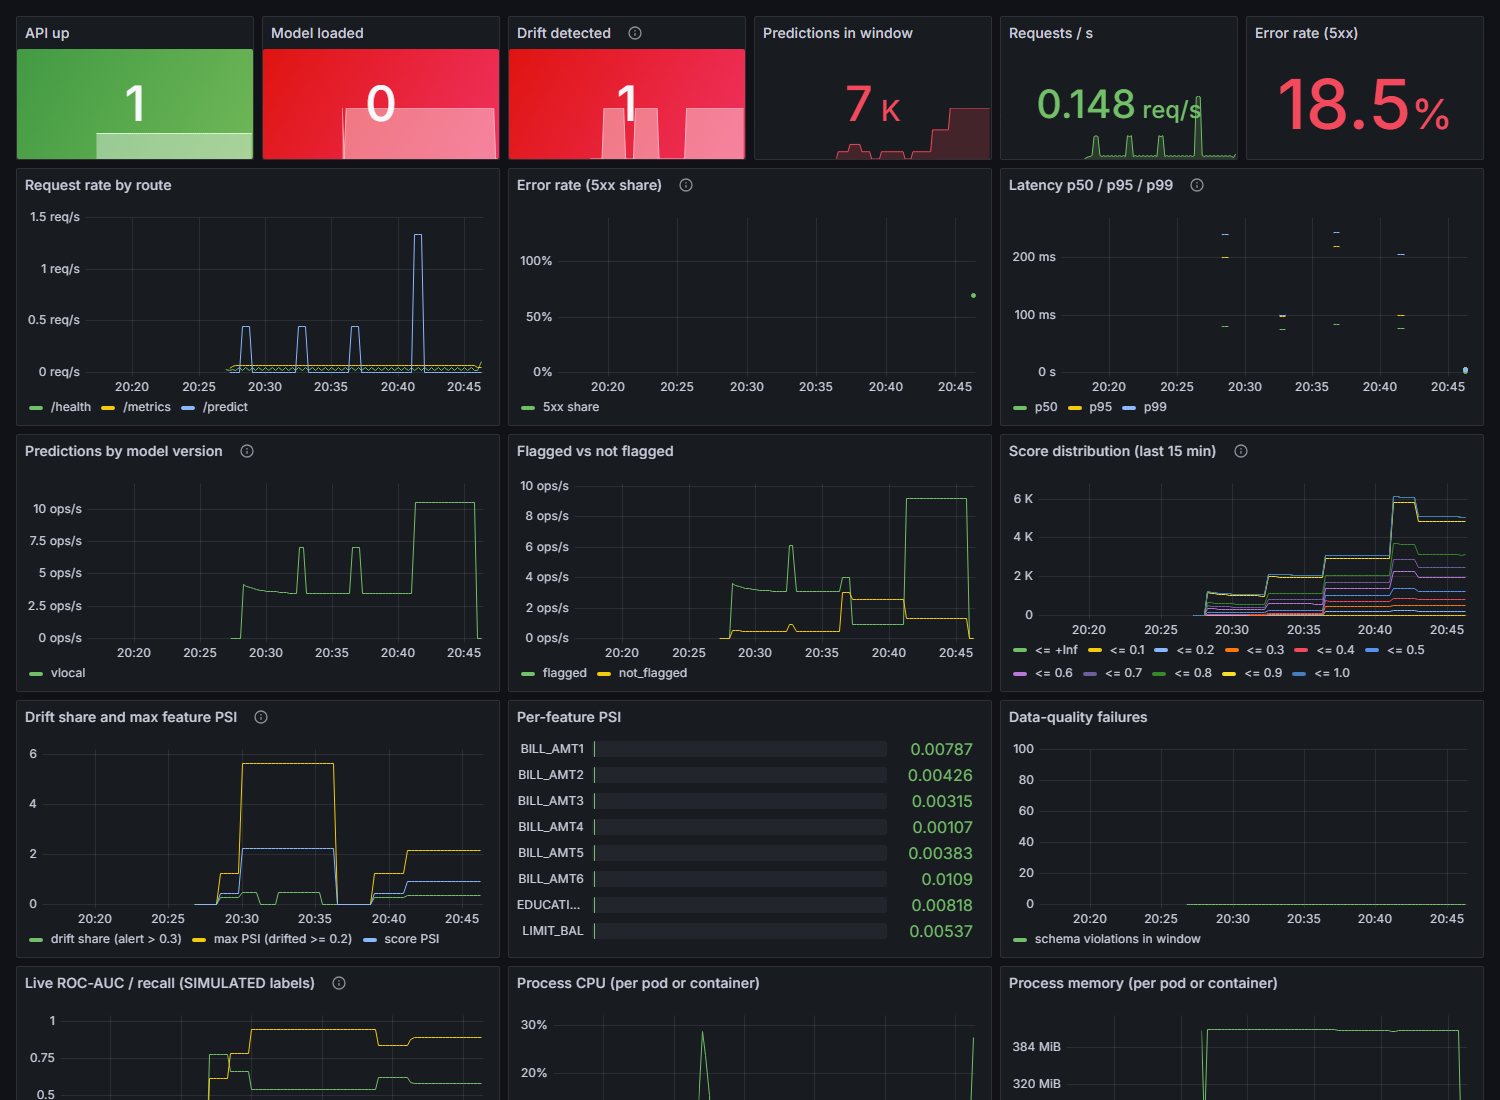 API up
Model loaded
Drift detected
Predictions in window
Requests / s
Error rate (5xx)
1
0
1
7 K
0.148 req/s
18.5%
Request rate by route
1.5 req/s
1 req/s
0.5 req/s
0 req/s
20:20 20:25 20:30 20:35 20:40 20:45
/health /metrics /predict
Error rate (5xx share)
100%
50%
0%
20:20 20:25 20:30 20:35 20:40 20:45
5xx share
Latency p50 / p95 / p99
200 ms
100 ms
0 s
20:20 20:25 20:30 20:35 20:40 20:45
p50 p95 p99
Predictions by model version
10 ops/s
7.5 ops/s
5 ops/s
2.5 ops/s
0 ops/s
20:20 20:25 20:30 20:35 20:40 20:45
vlocal
Flagged vs not flagged
10 ops/s
8 ops/s
6 ops/s
4 ops/s
2 ops/s
0 ops/s
20:20 20:25 20:30 20:35 20:40 20:45
flagged not_flagged
Score distribution (last 15 min)
6 K
4 K
2 K
0
20:20 20:25 20:30 20:35 20:40 20:45
<= +Inf <= 0.1 <= 0.2 <= 0.3 <= 0.4 <= 0.5
<= 0.6 <= 0.7 <= 0.8 <= 0.9 <= 1.0
Drift share and max feature PSI
6
4
2
0
20:20 20:25 20:30 20:35 20:40 20:45
drift share (alert > 0.3) max PSI (drifted >= 0.2) score PSI
Per-feature PSI
BILL_AMT1 0.00787
BILL_AMT2 0.00426
BILL_AMT3 0.00315
BILL_AMT4 0.00107
BILL_AMT5 0.00383
BILL_AMT6 0.0109
EDUCATI... 0.00818
LIMIT_BAL 0.00537
Data-quality failures
100
80
60
40
20
0
20:20 20:25 20:30 20:35 20:40 20:45
schema violations in window
Live ROC-AUC / recall (SIMULATED labels)
1
0.75
0.5
Process CPU (per pod or container)
30%
20%
Process memory (per pod or container)
384 MiB
320 MiB